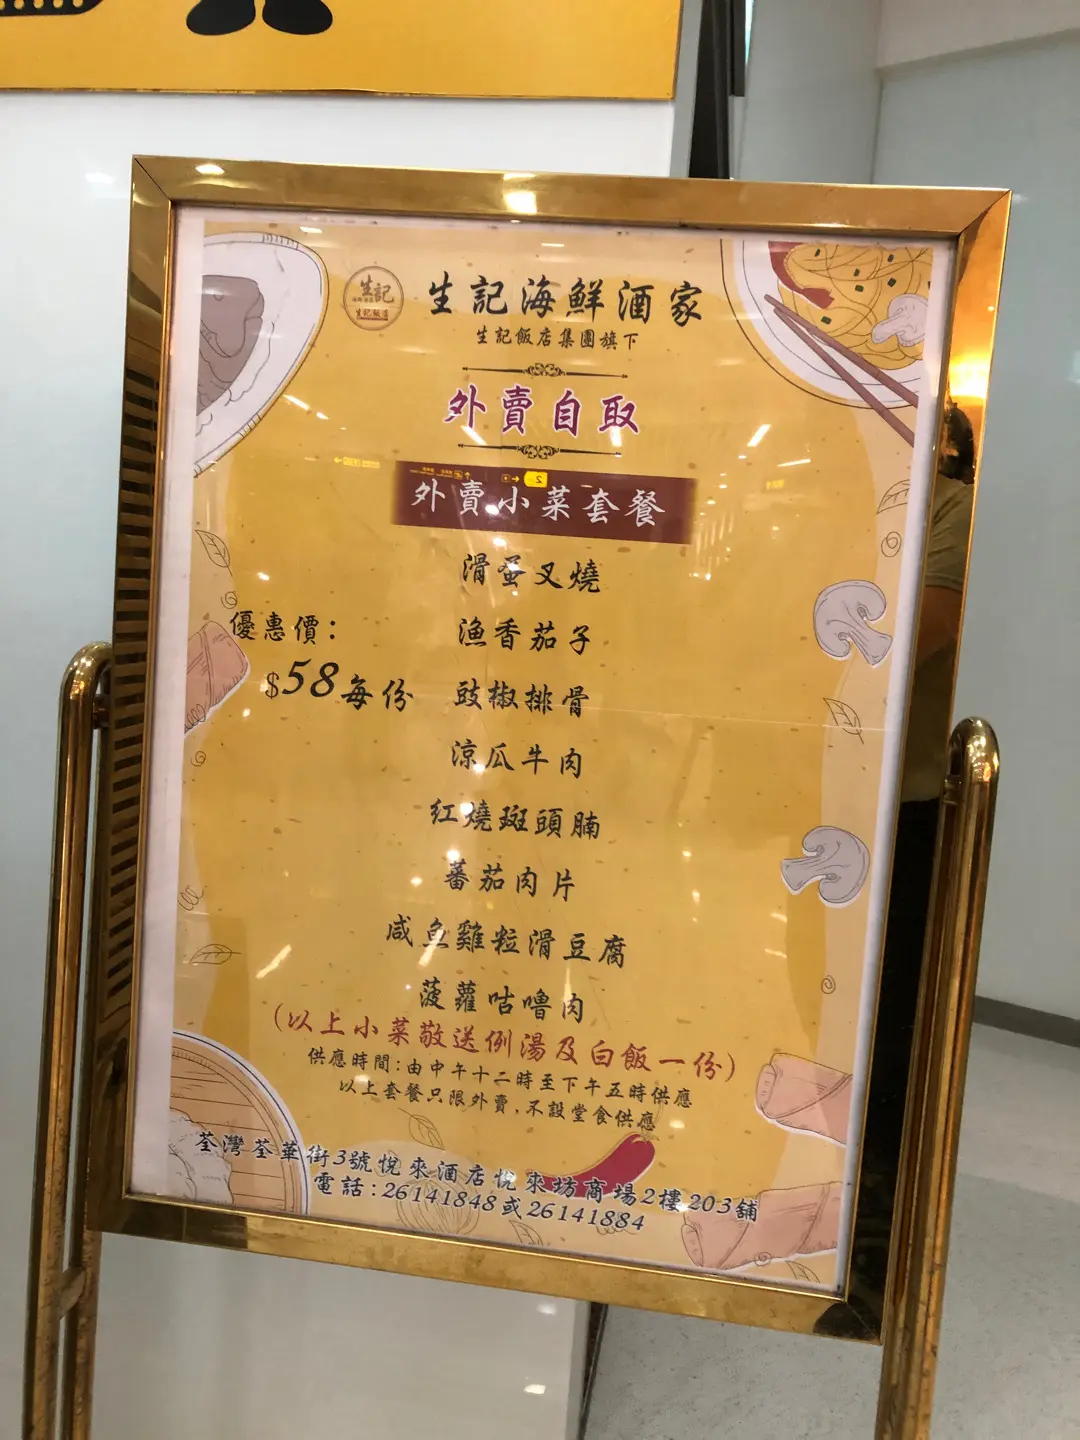 生記
生記飯店
生記海鮮酒家
生記飯店集團旗下
外賣自取
外賣小菜套餐
滑蛋叉燒
優惠價：
漁香茄子
$58每份
豉椒排骨
涼瓜牛肉
紅燒斑頭腩
蕃茄肉片
咸魚雞粒滑豆腐
菠蘿咕嚕肉
(以上小菜敬送例湯及白飯一份)
供應時間：由中午十二時至下午五時供應
以上套餐只限外賣，不設堂食供應
荃灣荃華街3號悅來酒店悅來坊商場2樓203舖
電話：26141848或26141884